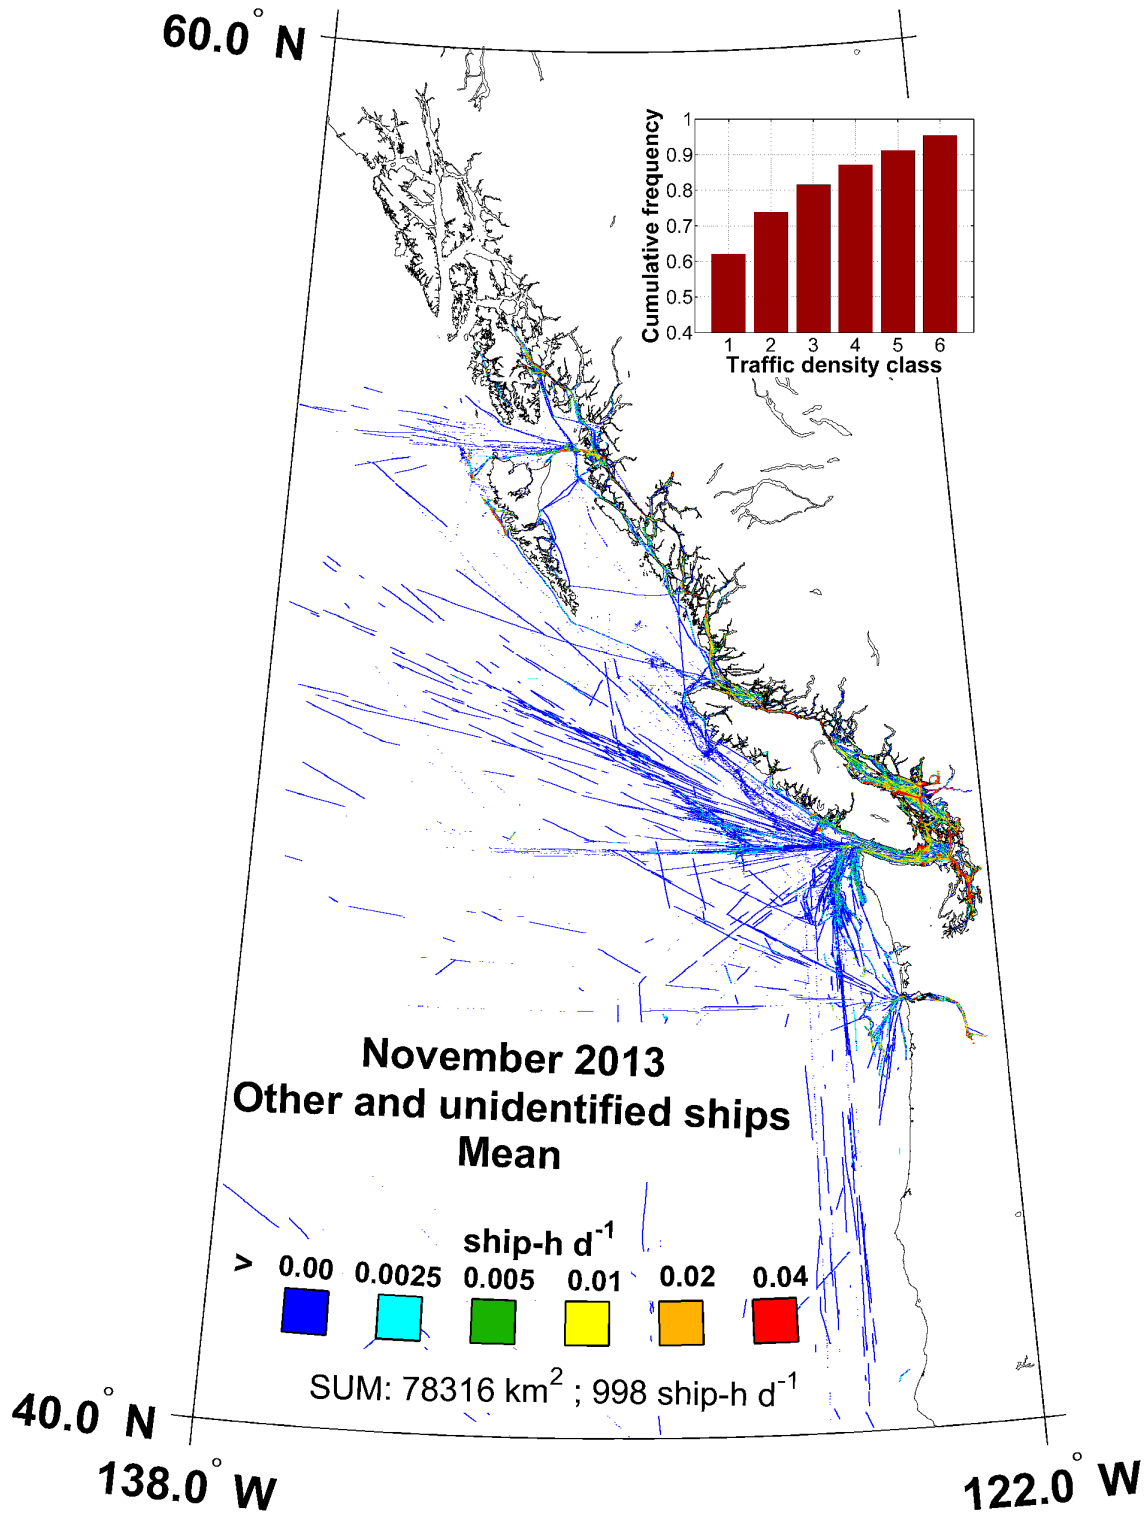 60.0° N
Cumulative frequency
1
0.9
0.8
0.7
0.6
0.5
0.4
1 2 3 4 5 6
Traffic density class
November 2013
Other and unidentified ships
Mean
ship-h d⁻¹
> 0.00 0.0025 0.005 0.01 0.02 0.04
SUM: 78316 km² ; 998 ship-h d⁻¹
40.0° N
138.0° W
122.0° W